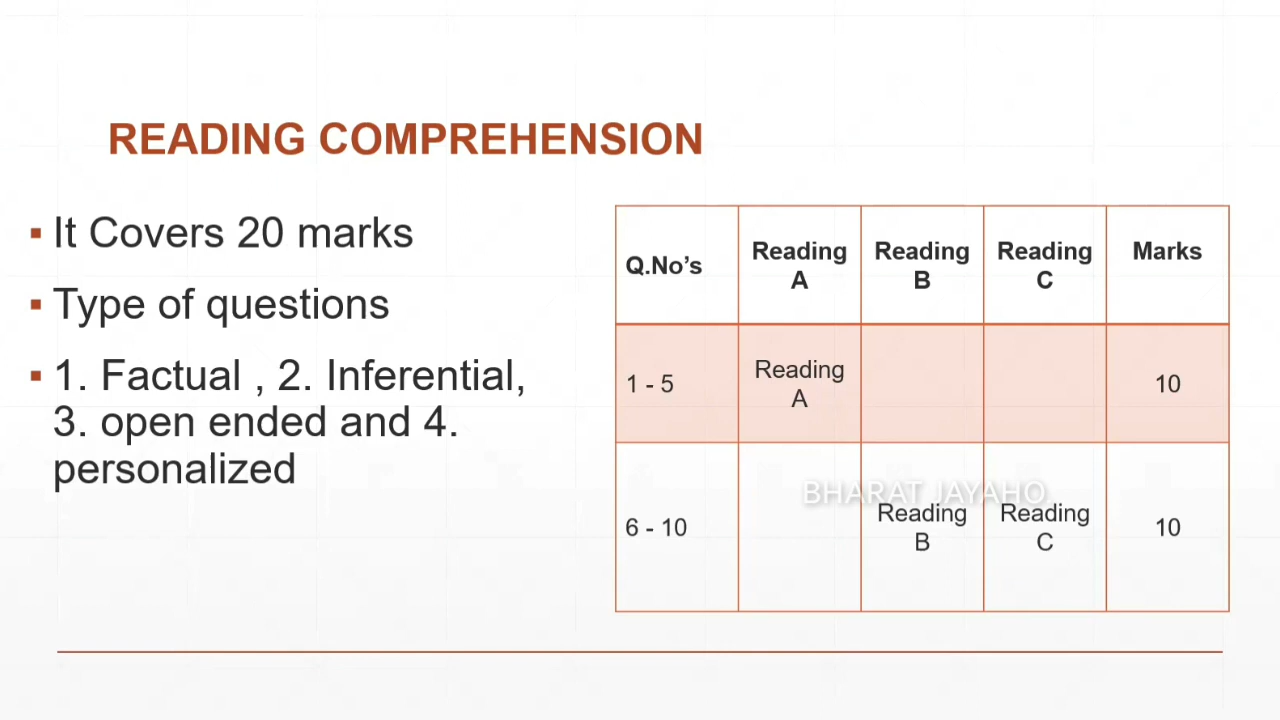 READING COMPREHENSION
▪ It Covers 20 marks
▪ Type of questions
▪ 1. Factual , 2. Inferential,
3. open ended and 4.
personalized
Q.No’s Reading A Reading B Reading C Marks
1 - 5 Reading A 10
6 - 10 Reading B Reading C 10
BHARAT JAYAHO